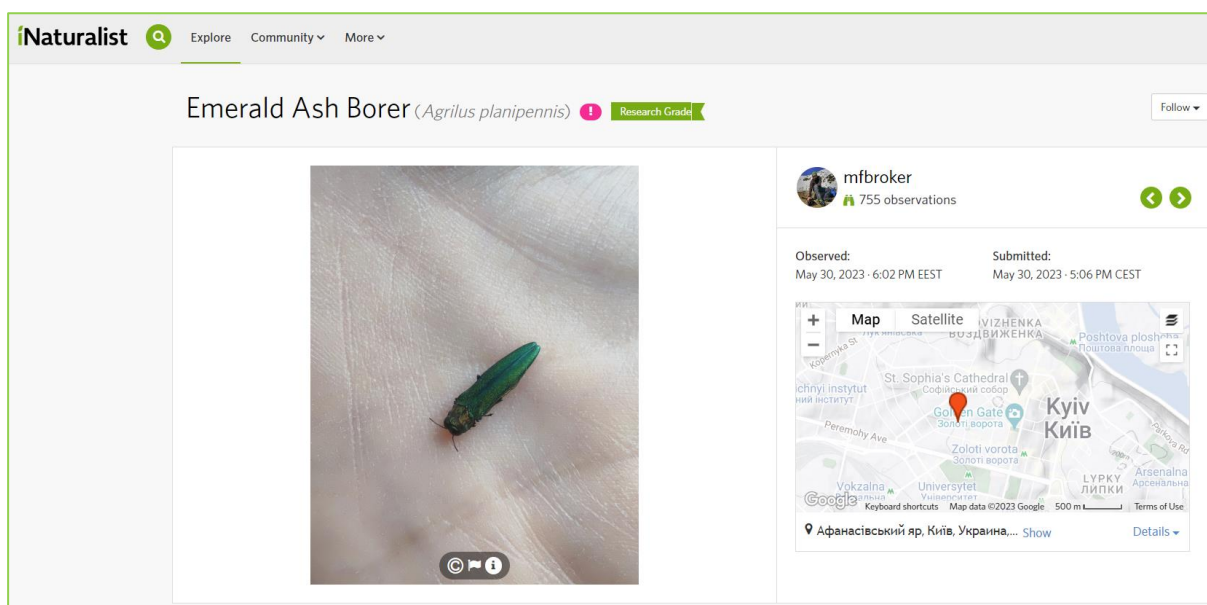 iNaturalist Explore Community More
Emerald Ash Borer (Agrilus planipennis) ! Research Grade
Follow
mfbroker
755 observations
Observed:
May 30, 2023 · 6:02 PM EEST
Submitted:
May 30, 2023 · 5:06 PM CEST
+
−
Map Satellite
VIZHENKA
ВОЗДВИЖЕНКА
Poshtova ploshcha
Поштова площа
St. Sophia's Cathedral
Софійський собор
Golden Gate
Золоті ворота
Kyiv
Київ
Peremohy Ave
Zoloti vorota
Золоті ворота
LYPKY
ЛИПКИ
Arsenalna
Арсенальна
Vokzalna
Universytet
Університет
Google
Keyboard shortcuts Map data ©2023 Google 500 m Terms of Use
Афанасівський яр, Київ, Украина,... Show
Details